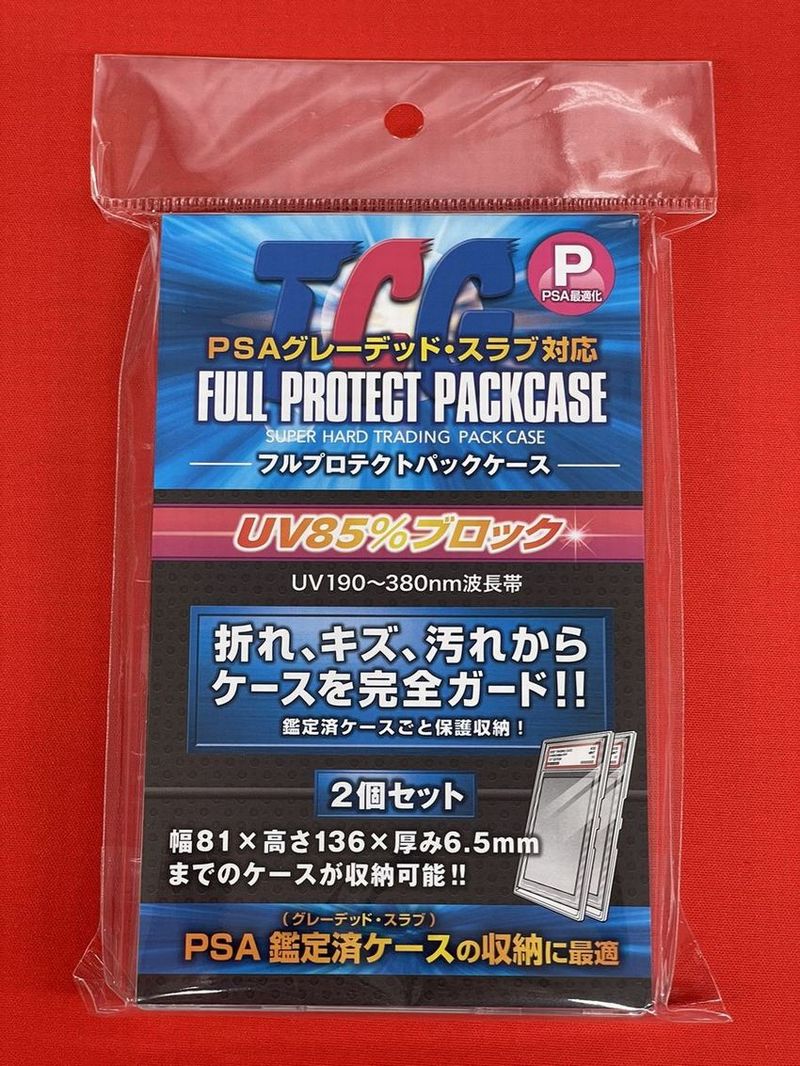 TCG
P
PSA最適化
PSAグレーデッド・スラブ対応
FULL PROTECT PACKCASE
SUPER HARD TRADING PACK CASE
フルプロテクトパックケース
UV85%ブロック
UV190〜380nm波長帯
折れ、キズ、汚れから
ケースを完全ガード!!
鑑定済ケースごと保護収納!
2個セット
幅81×高さ136×厚み6.5mm
までのケースが収納可能!!
(グレーデッド・スラブ)
PSA 鑑定済ケースの収納に最適